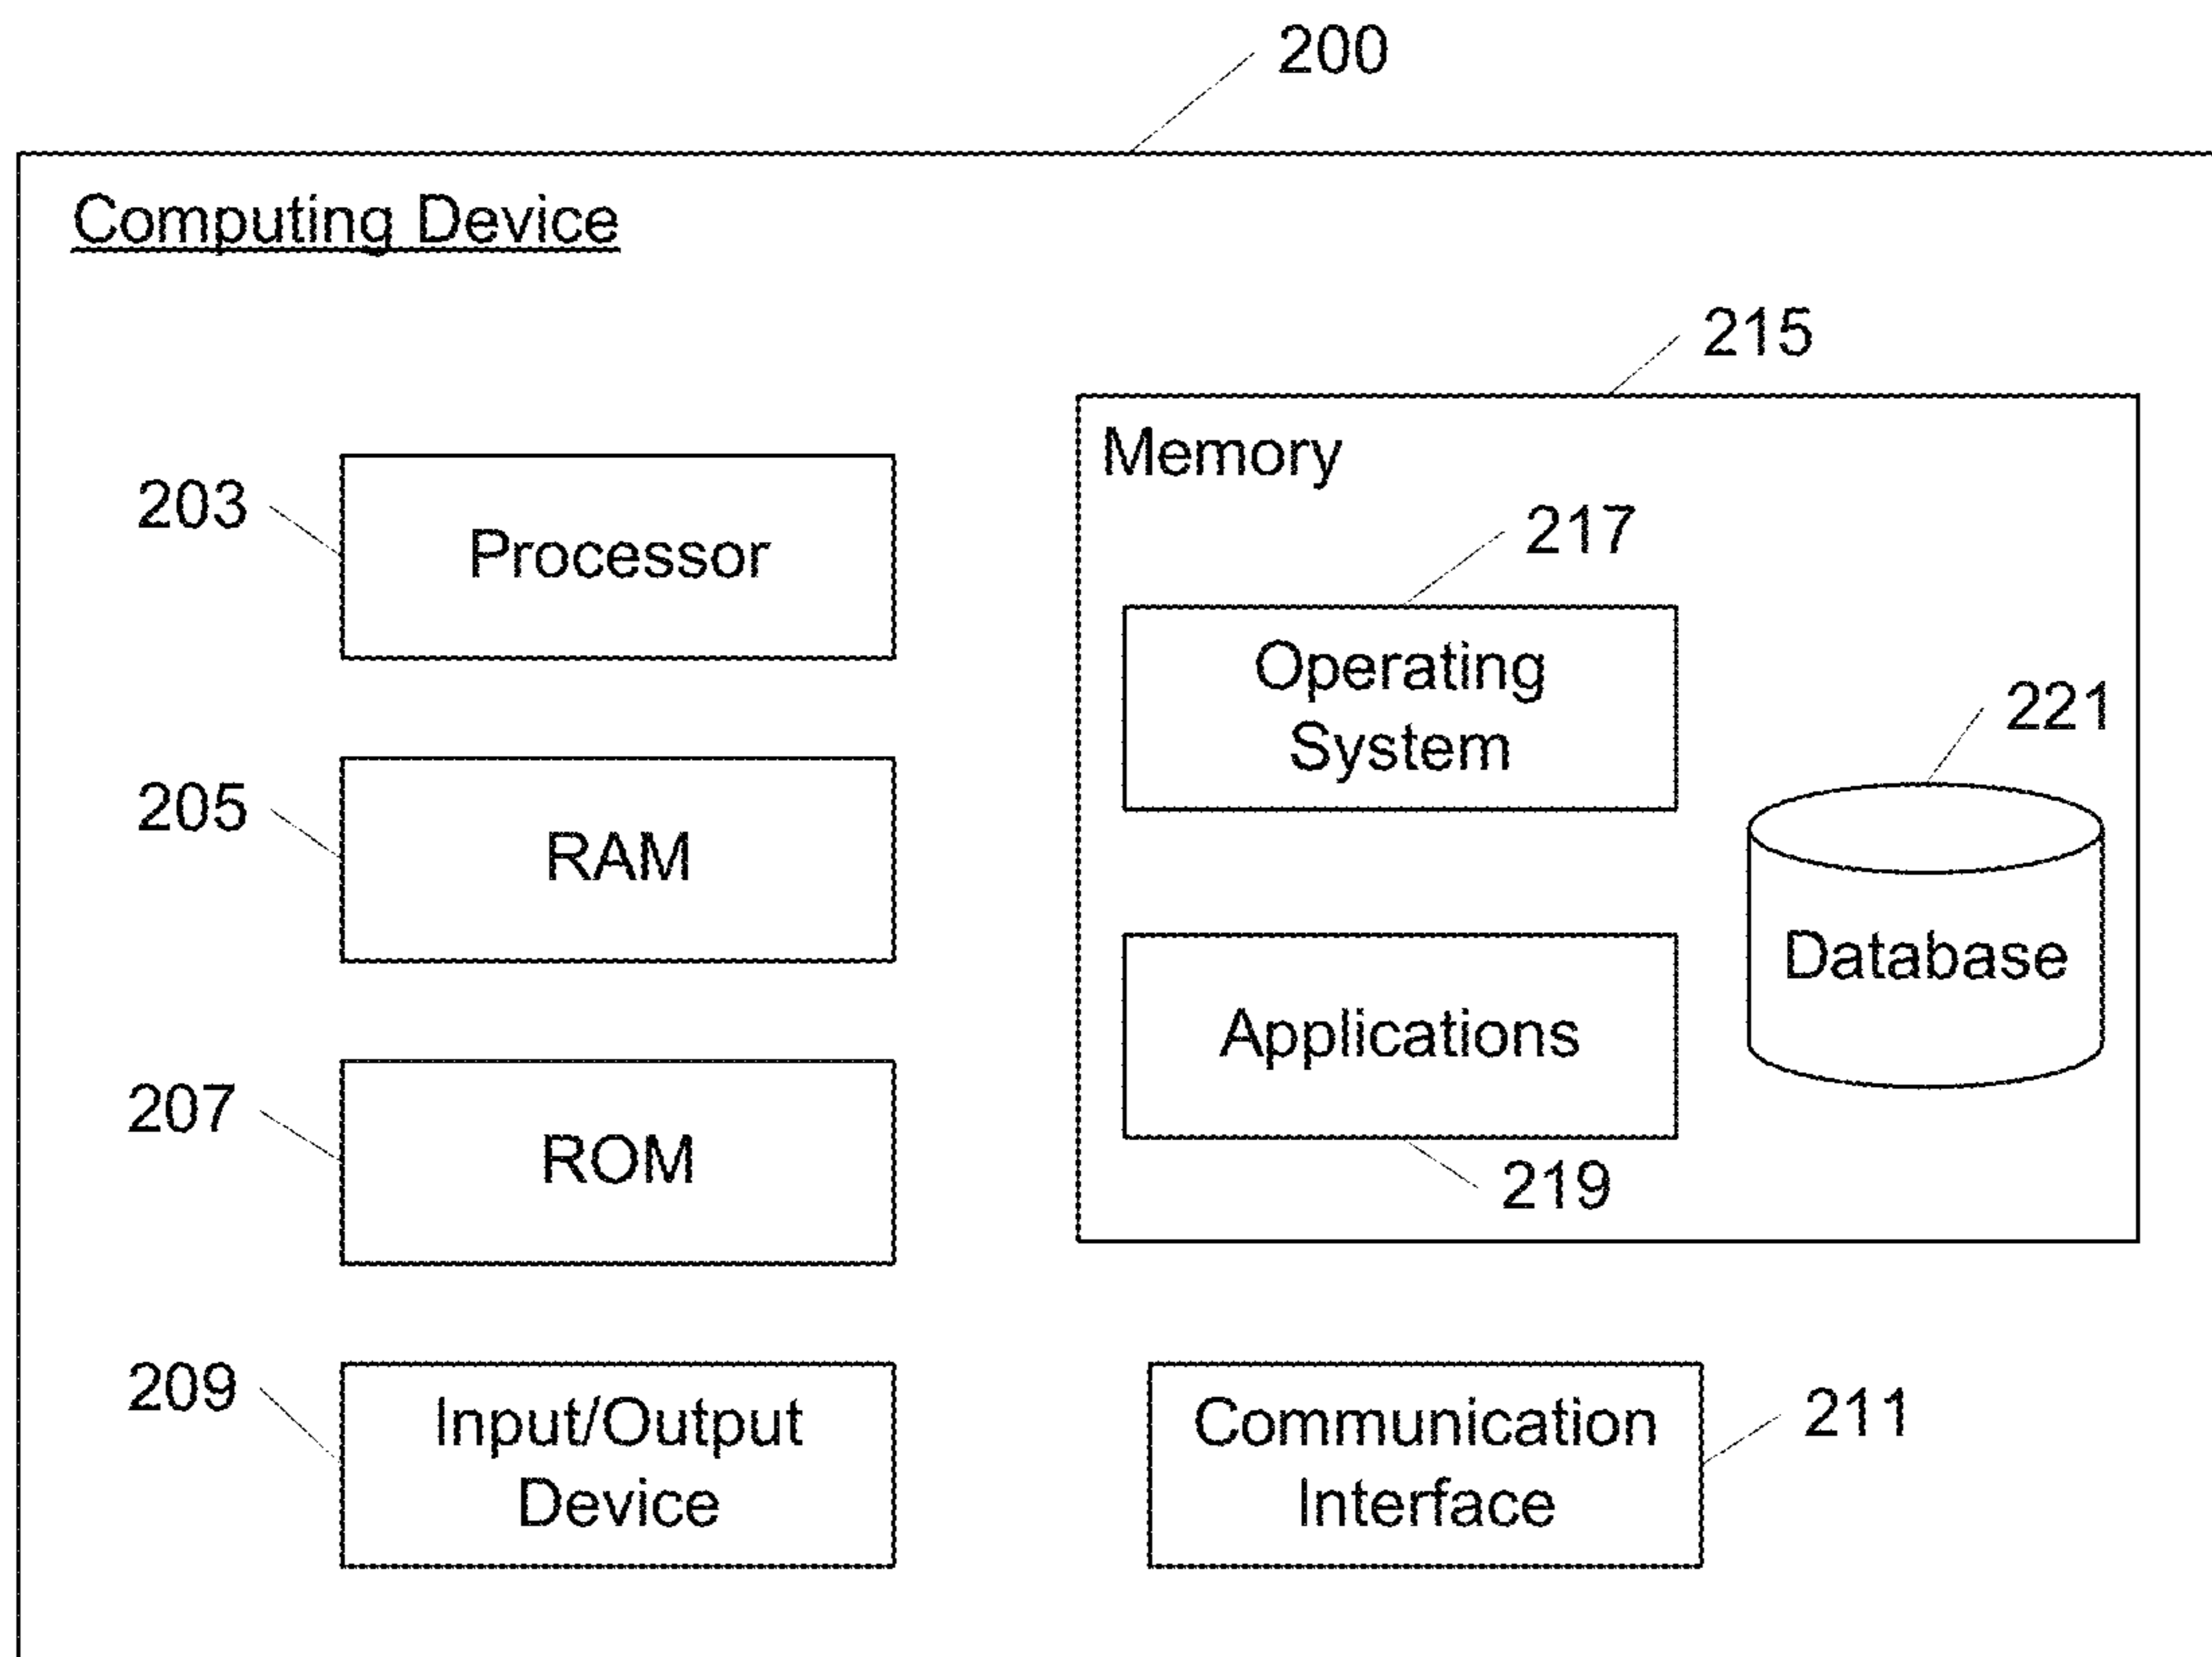 200
Computing Device
215
Memory
203
Processor
217
Operating
System
221
205
RAM
Database
Applications
207
ROM
219
209
Input/Output
Device
Communication
Interface
211